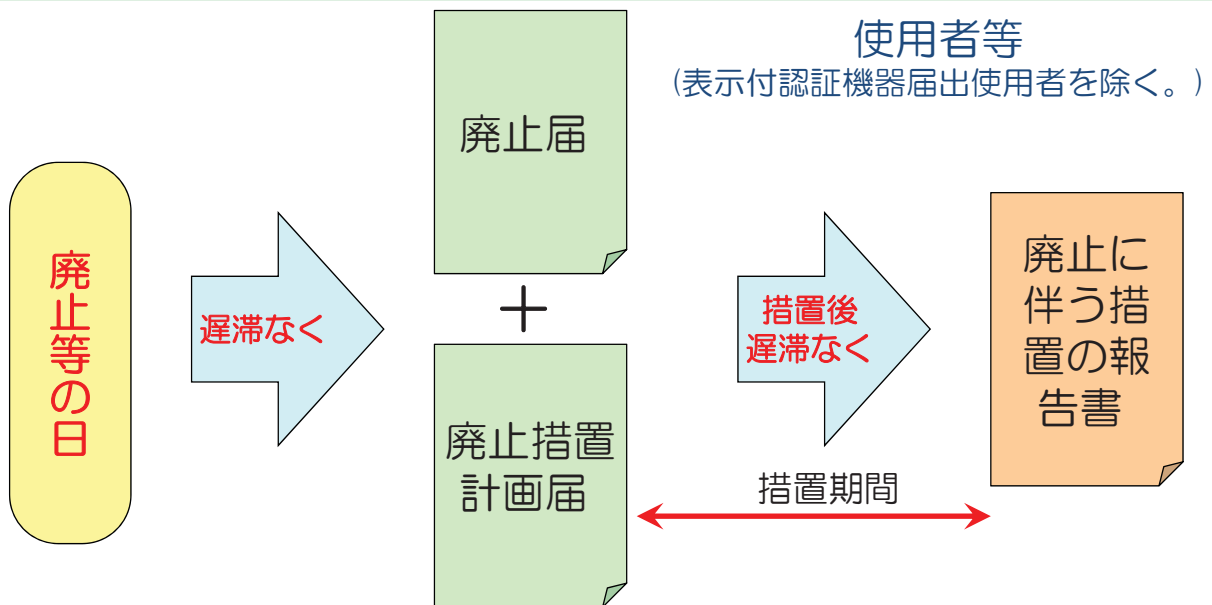 使用者等
(表示付認証機器届出使用者を除く。)
廃止等の日
遅滞なく
廃止届
＋
廃止措置
計画届
措置後
遅滞なく
措置期間
廃止に
伴う措
置の報
告書